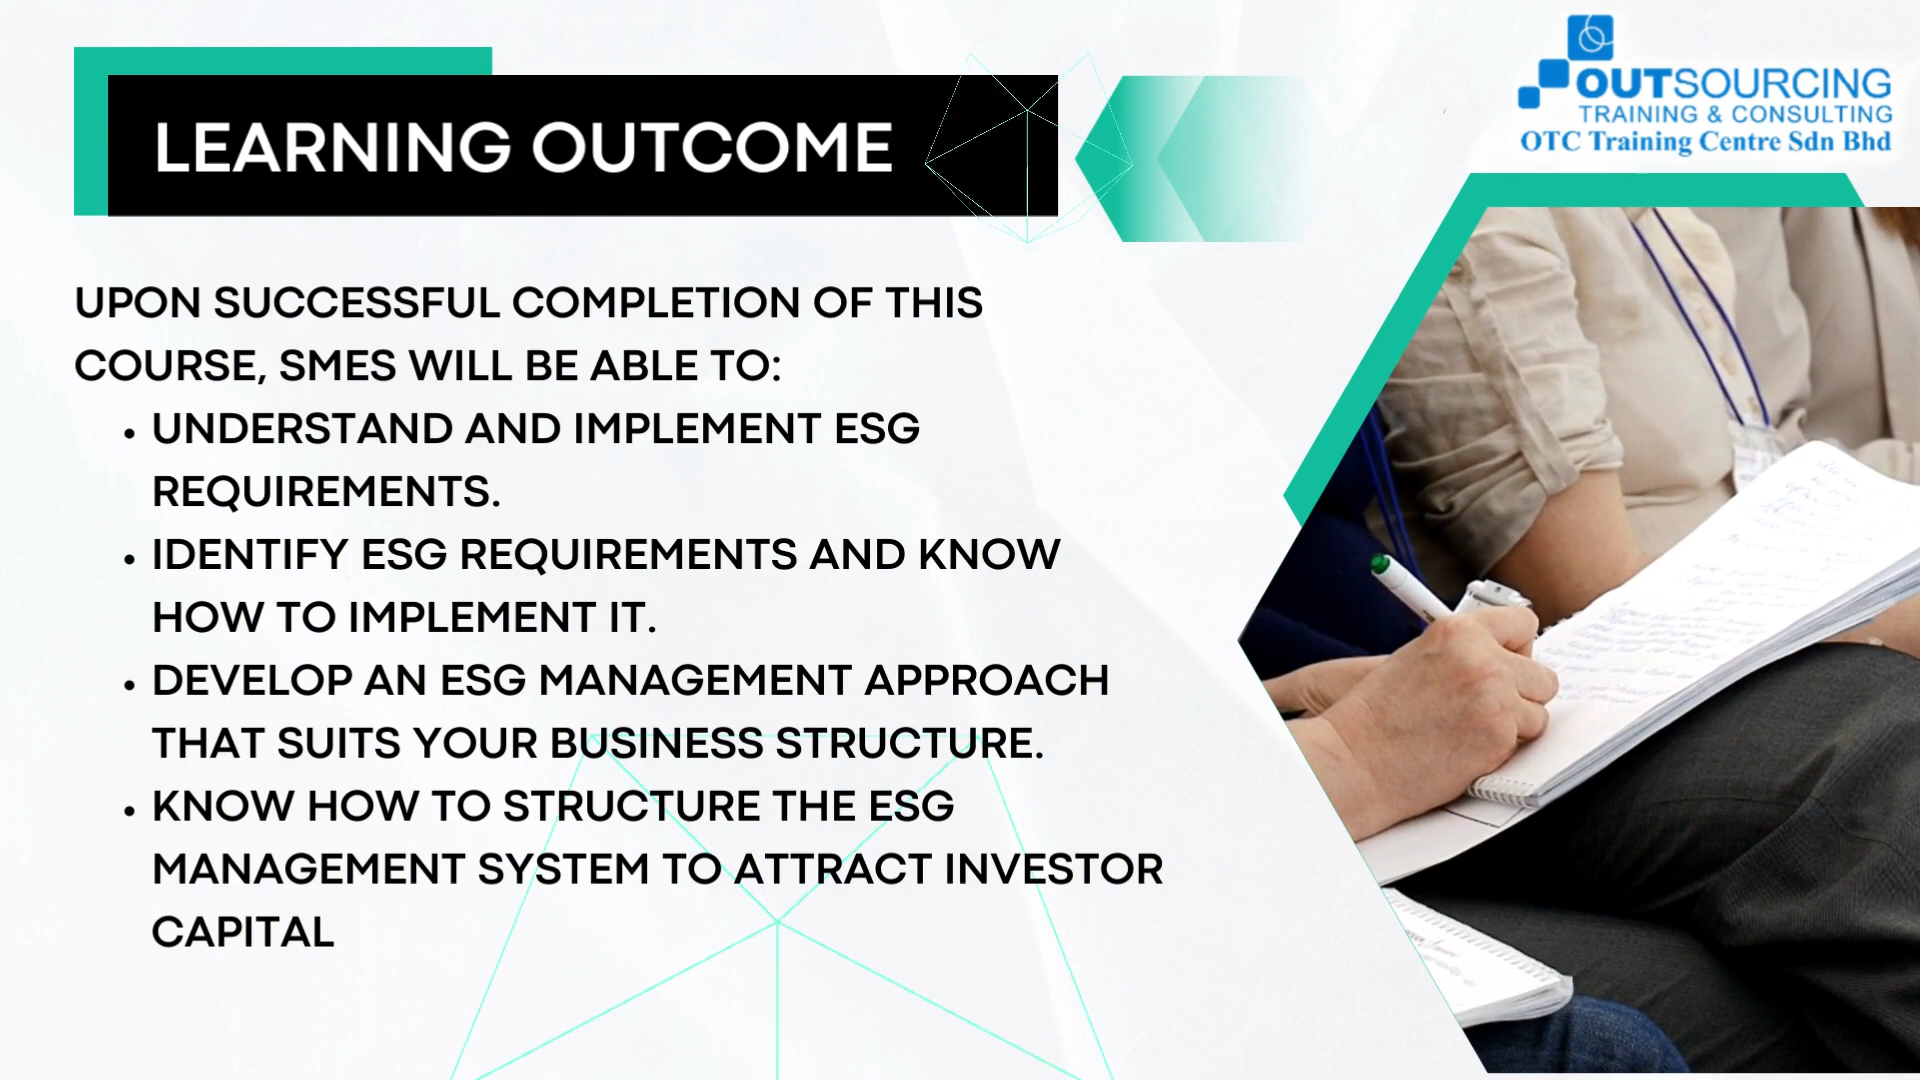 OUTSOURCING
TRAINING & CONSULTING
OTC Training Centre Sdn Bhd
LEARNING OUTCOME
UPON SUCCESSFUL COMPLETION OF THIS
COURSE, SMES WILL BE ABLE TO:
• UNDERSTAND AND IMPLEMENT ESG
REQUIREMENTS.
• IDENTIFY ESG REQUIREMENTS AND KNOW
HOW TO IMPLEMENT IT.
• DEVELOP AN ESG MANAGEMENT APPROACH
THAT SUITS YOUR BUSINESS STRUCTURE.
• KNOW HOW TO STRUCTURE THE ESG
MANAGEMENT SYSTEM TO ATTRACT INVESTOR
CAPITAL